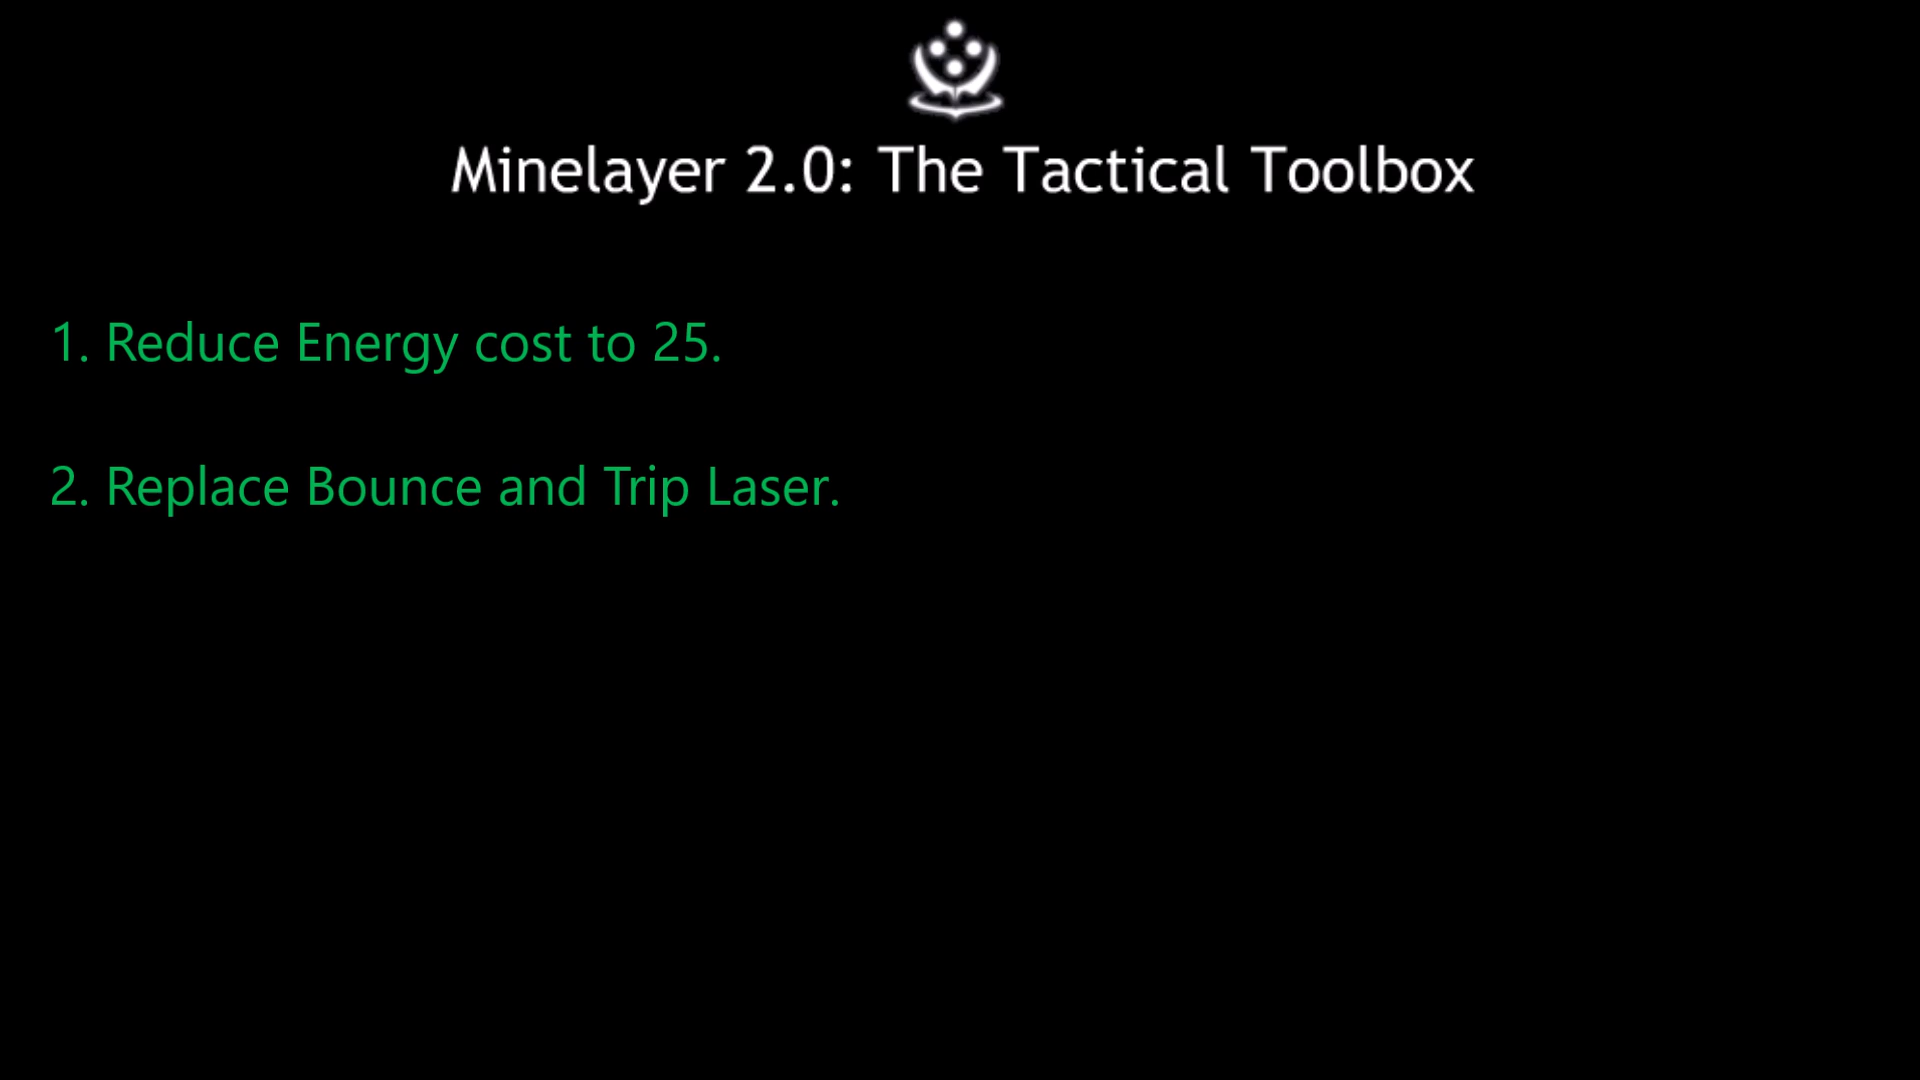 Minelayer 2.0: The Tactical Toolbox
1. Reduce Energy cost to 25.
2. Replace Bounce and Trip Laser.